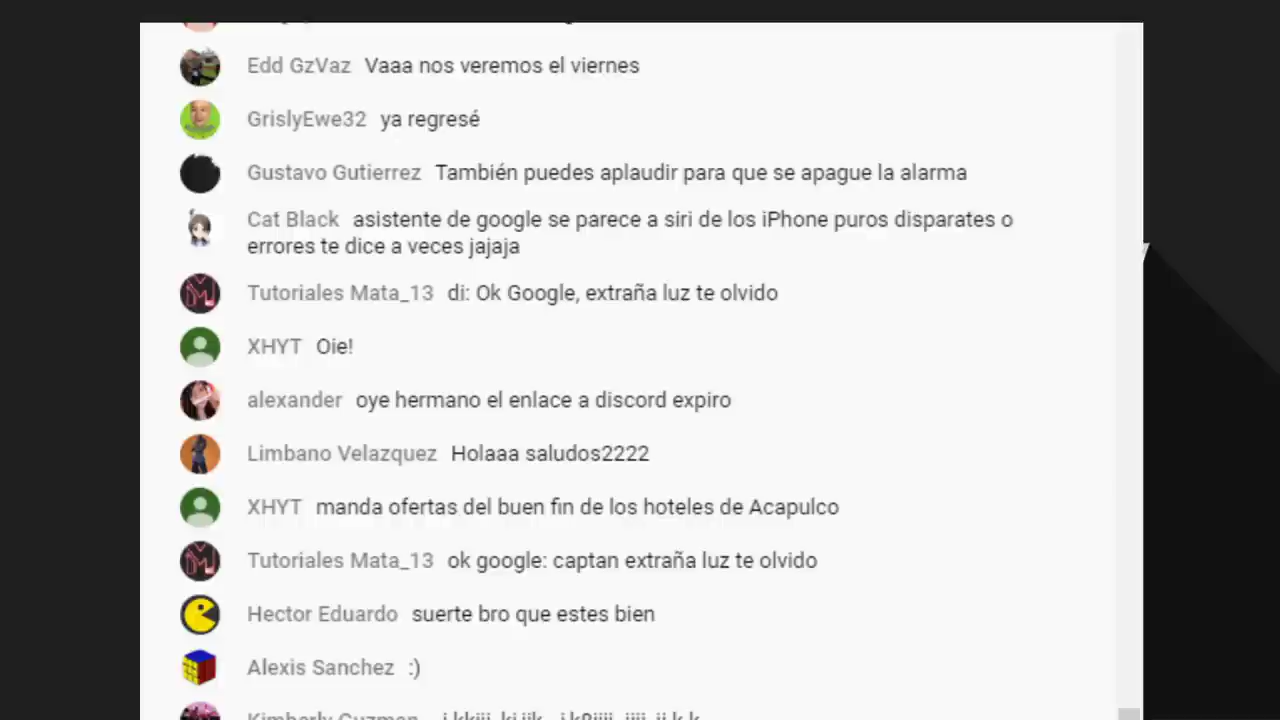 Edd GzVaz Vaaa nos veremos el viernes
GrislyEwe32 ya regresé
Gustavo Gutierrez También puedes aplaudir para que se apague la alarma
Cat Black asistente de google se parece a siri de los iPhone puros disparates o
errores te dice a veces jajaja
Tutoriales Mata_13 di: Ok Google, extraña luz te olvido
XHYT Oie!
alexander oye hermano el enlace a discord expiro
Limbano Velazquez Holaaa saludos2222
XHYT manda ofertas del buen fin de los hoteles de Acapulco
Tutoriales Mata_13 ok google: captan extraña luz te olvido
Hector Eduardo suerte bro que estes bien
Alexis Sanchez :)
Kimberly Guzman